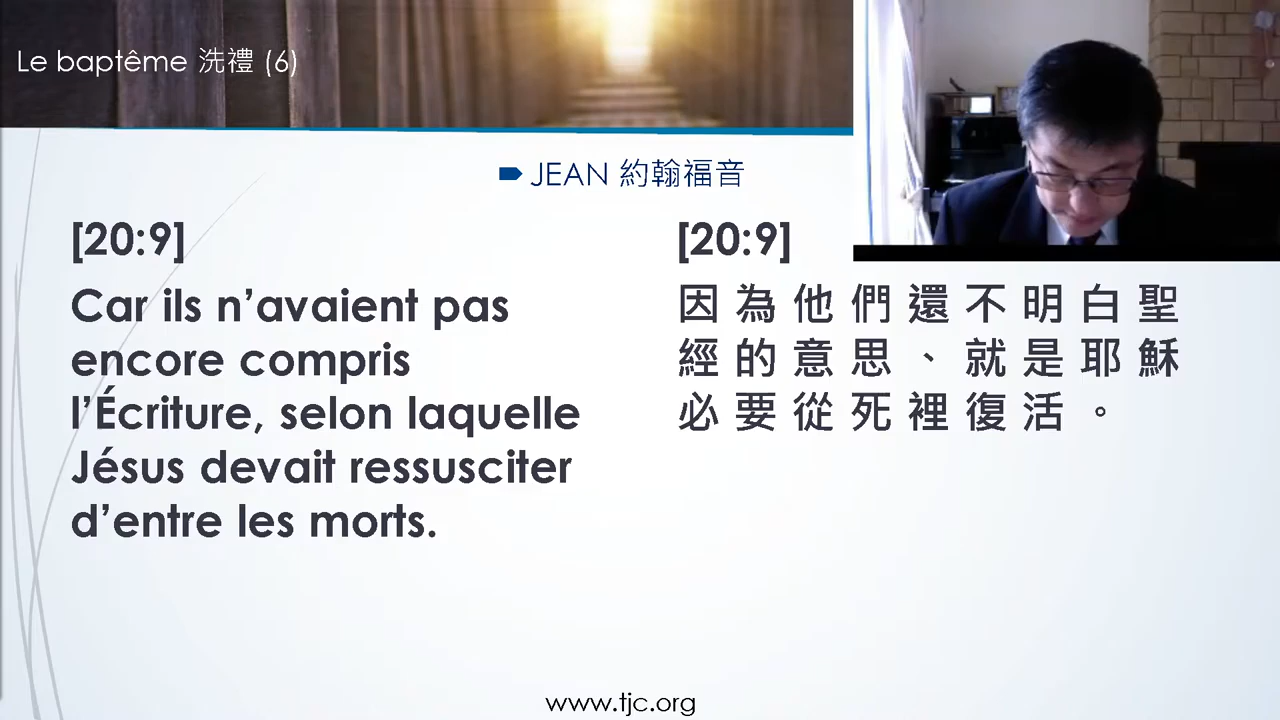 Le baptême 洗禮 (6)
JEAN 約翰福音
[20:9]
Car ils n’avaient pas
encore compris
l’Écriture, selon laquelle
Jésus devait ressusciter
d’entre les morts.
[20:9]
因為他們還不明白聖
經的意思、就是耶穌
必要從死裡復活。
www.tjc.org